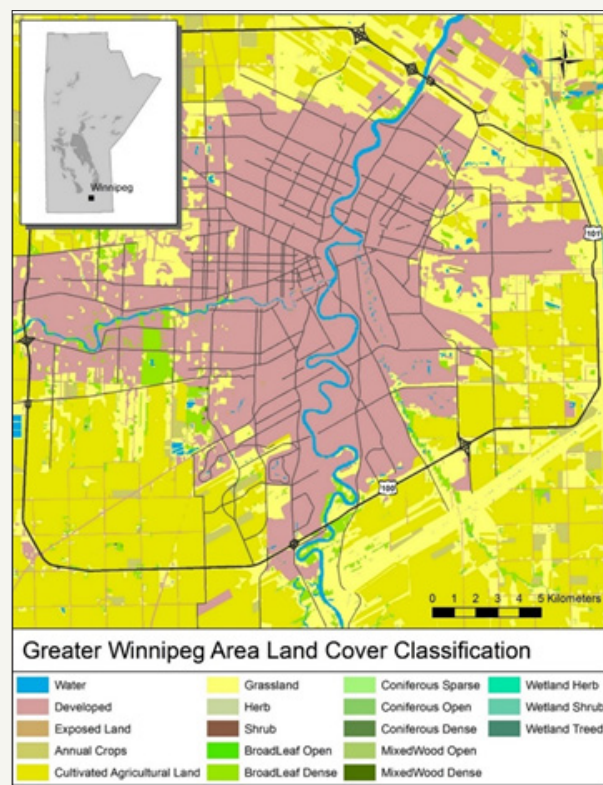 Winnipeg
N
101
100
0 1 2 3 4 5 Kilometers
Greater Winnipeg Area Land Cover Classification
Water
Developed
Exposed Land
Annual Crops
Cultivated Agricultural Land
Grassland
Herb
Shrub
BroadLeaf Open
BroadLeaf Dense
Coniferous Sparse
Coniferous Open
Coniferous Dense
MixedWood Open
MixedWood Dense
Wetland Herb
Wetland Shrub
Wetland Treed